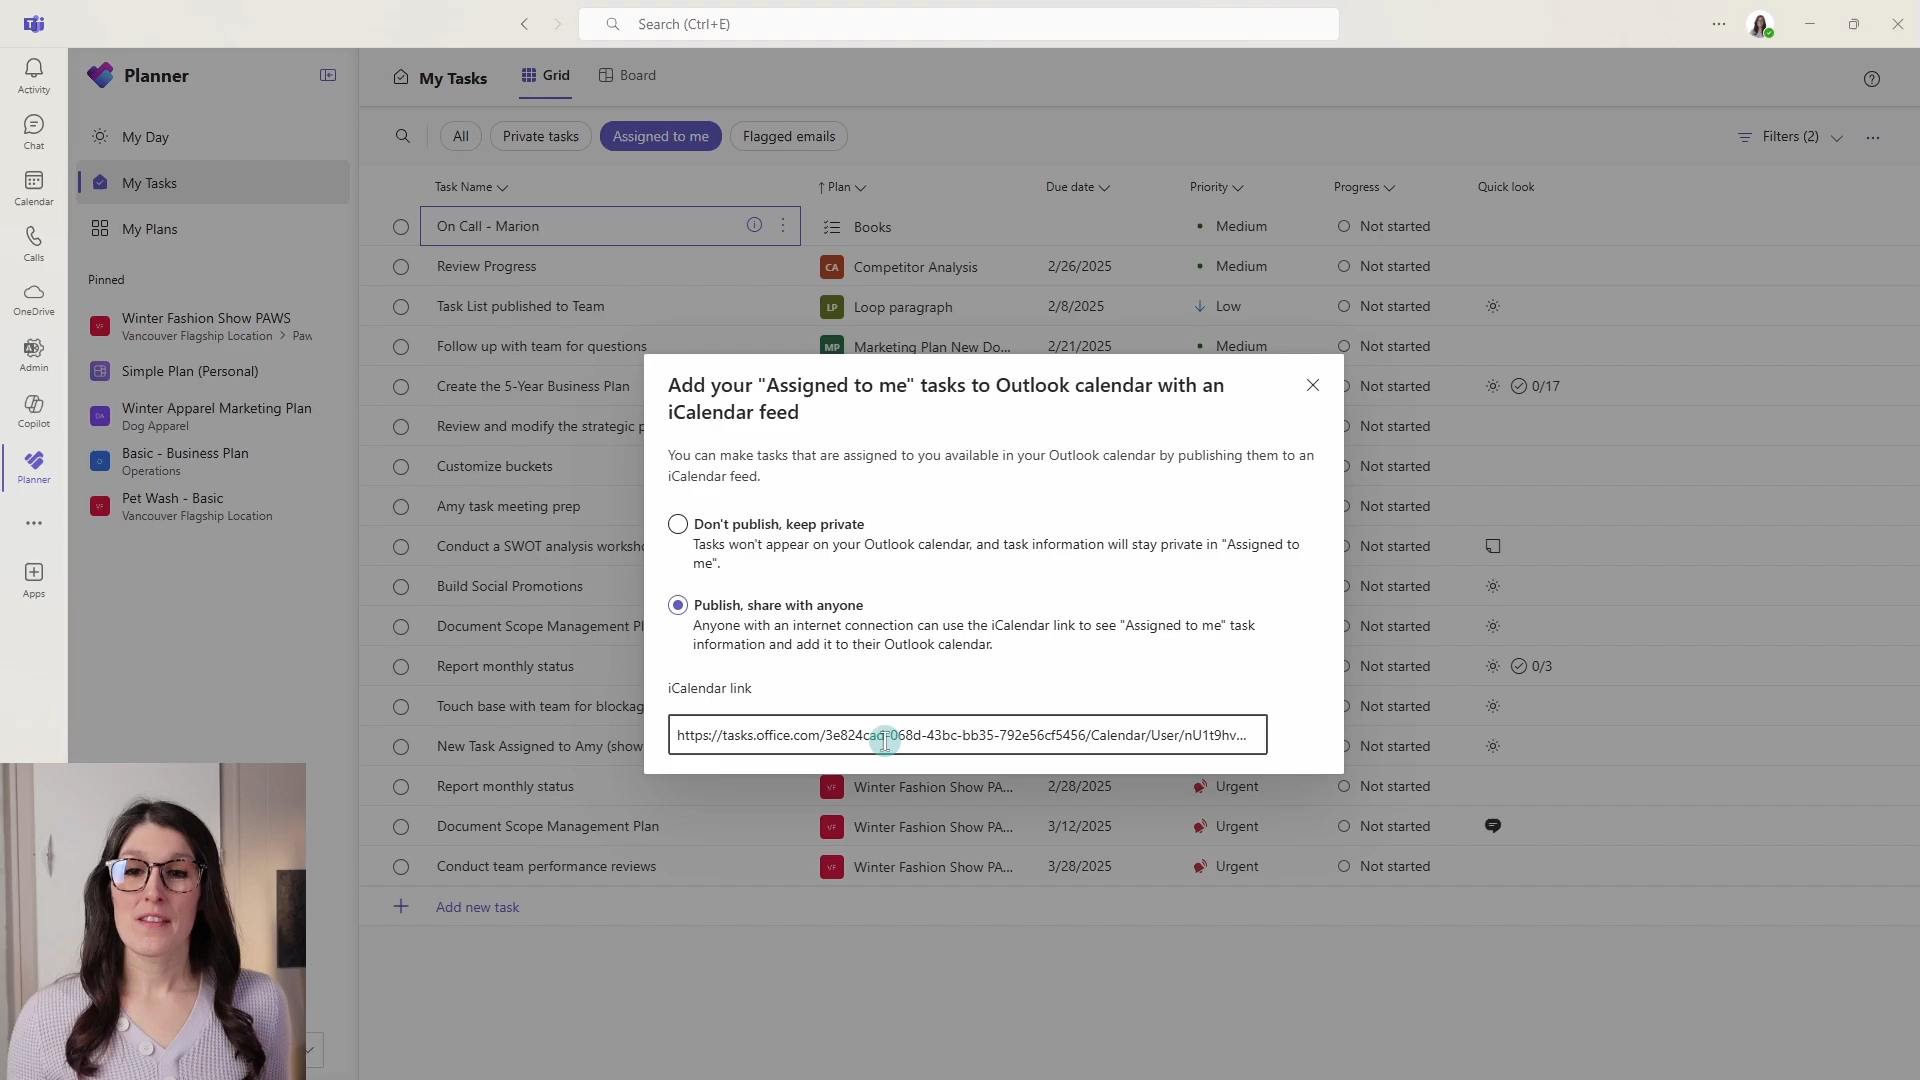 Search (Ctrl+E)
Activity
Chat
Calendar
Calls
OneDrive
Admin
Copilot
Planner
Apps
Planner
My Day
My Tasks
My Plans
Pinned
VF
Winter Fashion Show PAWS
Vancouver Flagship Location > Paw
Simple Plan (Personal)
DA
Winter Apparel Marketing Plan
Dog Apparel
O
Basic - Business Plan
Operations
VF
Pet Wash - Basic
Vancouver Flagship Location
My Tasks
Grid
Board
All
Private tasks
Assigned to me
Flagged emails
Filters (2)
Task Name
Plan
Due date
Priority
Progress
Quick look
On Call - Marion
Books
Medium
Not started
Review Progress
CA
Competitor Analysis
2/26/2025
Medium
Not started
Task List published to Team
LP
Loop paragraph
2/8/2025
Low
Not started
Follow up with team for questions
MP
Marketing Plan New Do...
2/21/2025
Medium
Not started
Create the 5-Year Business Plan
Not started
0/17
Review and modify the strategic p
Not started
Customize buckets
Not started
Amy task meeting prep
Not started
Conduct a SWOT analysis worksho
Not started
Build Social Promotions
Not started
Document Scope Management Pl
Not started
Report monthly status
Not started
0/3
Touch base with team for blockag
Not started
New Task Assigned to Amy (show
Not started
Report monthly status
VF
Winter Fashion Show PA...
2/28/2025
Urgent
Not started
Document Scope Management Plan
VF
Winter Fashion Show PA...
3/12/2025
Urgent
Not started
Conduct team performance reviews
VF
Winter Fashion Show PA...
3/28/2025
Urgent
Not started
Add new task
Add your "Assigned to me" tasks to Outlook calendar with an
iCalendar feed
You can make tasks that are assigned to you available in your Outlook calendar by publishing them to an
iCalendar feed.
Don't publish, keep private
Tasks won't appear on your Outlook calendar, and task information will stay private in "Assigned to
me".
Publish, share with anyone
Anyone with an internet connection can use the iCalendar link to see "Assigned to me" task
information and add it to their Outlook calendar.
iCalendar link